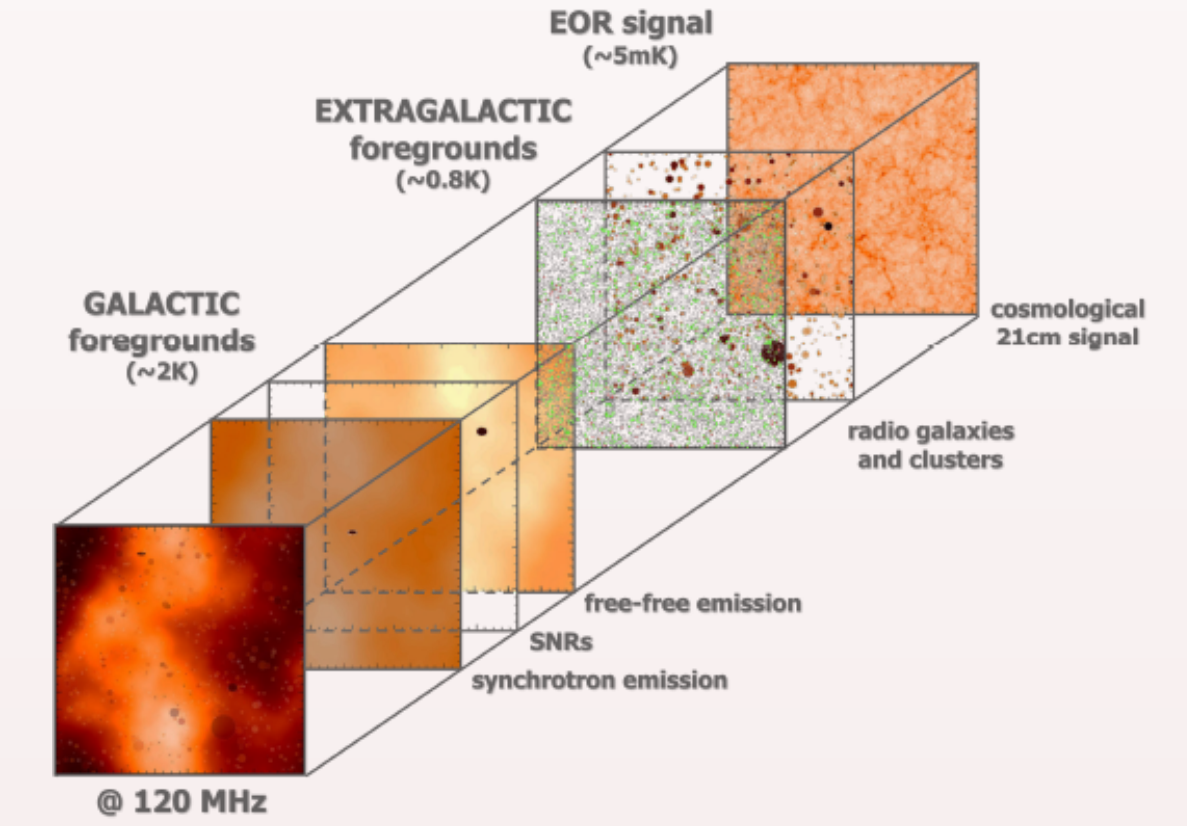 EOR signal
(~5mK)
EXTRAGALACTIC
foregrounds
(~0.8K)
GALACTIC
foregrounds
(~2K)
cosmological
21cm signal
radio galaxies
and clusters
free-free emission
SNRs
synchrotron emission
@ 120 MHz